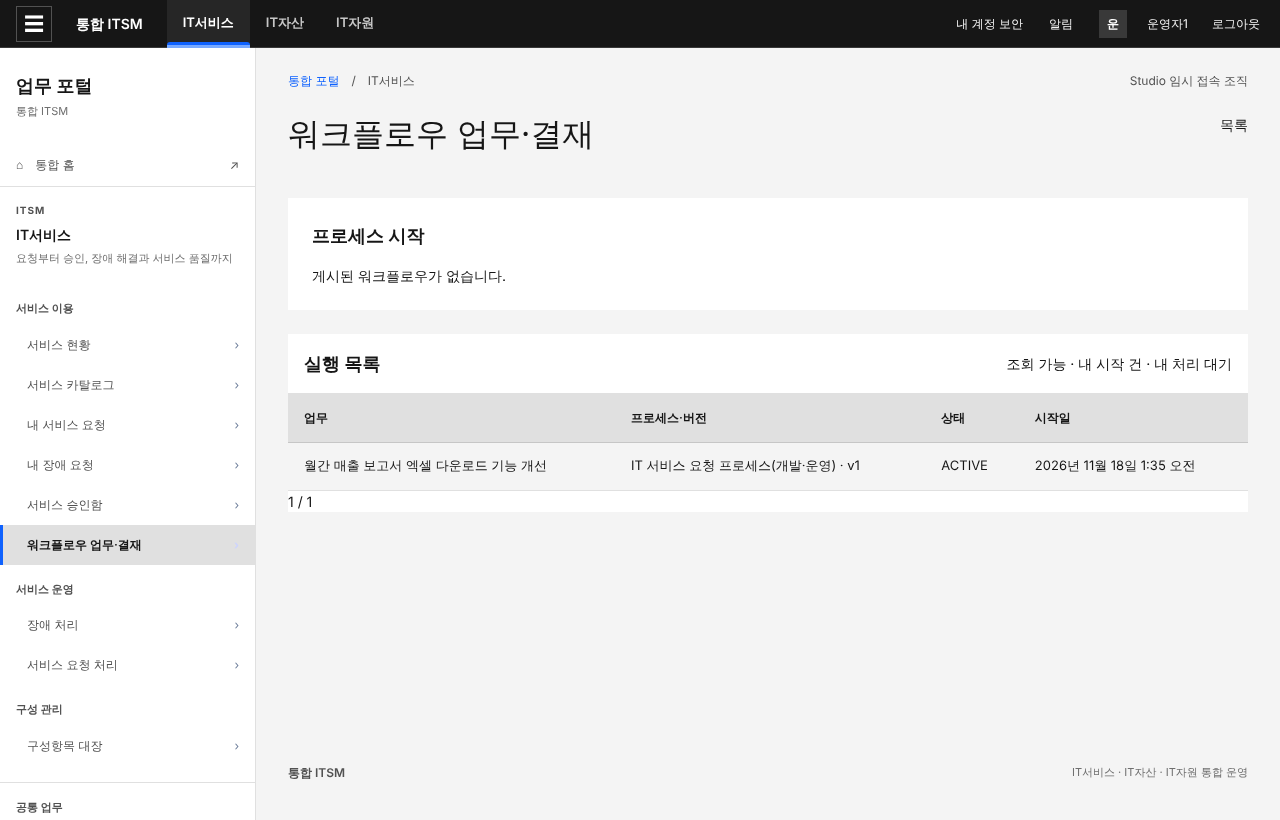 통합 ITSM
IT서비스
IT자산
IT자원
내 계정 보안
알림
운
운영자1
로그아웃
업무 포털
통합 ITSM
통합 홈
ITSM
IT서비스
요청부터 승인, 장애 해결과 서비스 품질까지
서비스 이용
서비스 현황
서비스 카탈로그
내 서비스 요청
내 장애 요청
서비스 승인함
워크플로우 업무·결재
서비스 운영
장애 처리
서비스 요청 처리
구성 관리
구성항목 대장
공통 업무
통합 포털 / IT서비스
Studio 임시 접속 조직
워크플로우 업무·결재
목록
프로세스 시작
게시된 워크플로우가 없습니다.
실행 목록
조회 가능 · 내 시작 건 · 내 처리 대기
업무 프로세스·버전 상태 시작일
월간 매출 보고서 엑셀 다운로드 기능 개선 IT 서비스 요청 프로세스(개발·운영) · v1 ACTIVE 2026년 11월 18일 1:35 오전
1 / 1
통합 ITSM
IT서비스 · IT자산 · IT자원 통합 운영